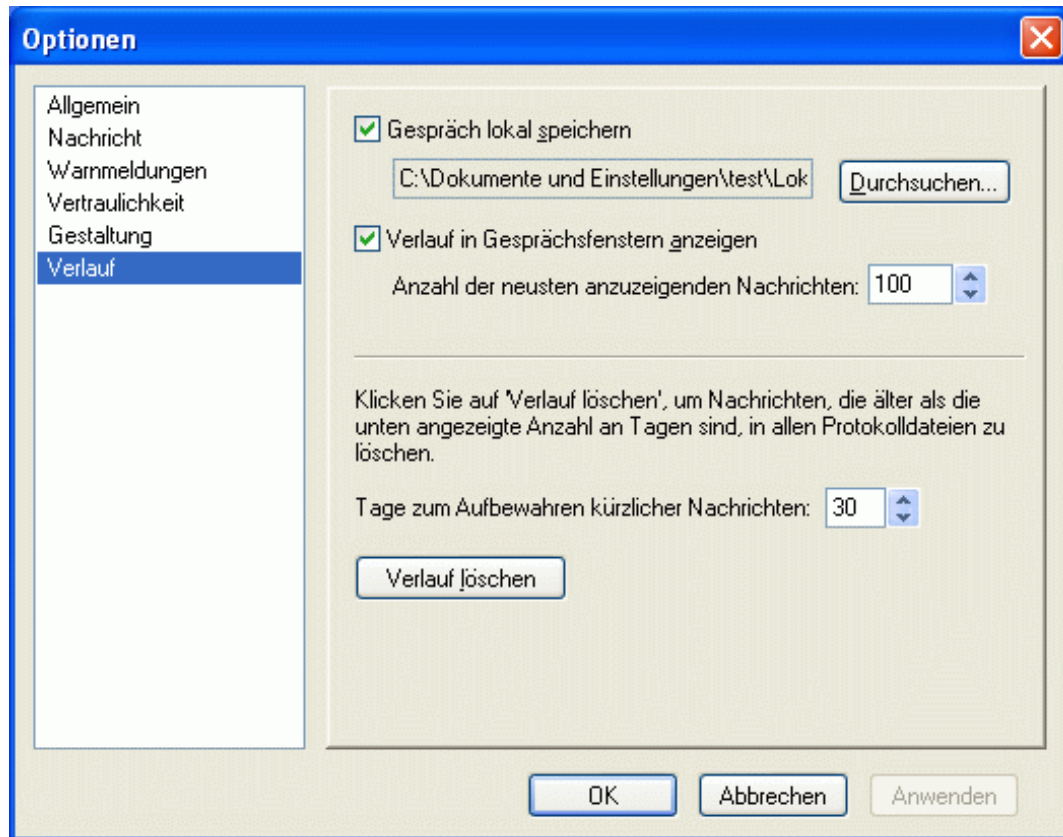 Optionen
Allgemein
Nachricht
Warnmeldungen
Vertraulichkeit
Gestaltung
Verlauf
Gespräch lokal speichern
C:\Dokumente und Einstellungen\test\Lok
Durchsuchen...
Verlauf in Gesprächsfenstern anzeigen
Anzahl der neusten anzuzeigenden Nachrichten: 100
Klicken Sie auf 'Verlauf löschen', um Nachrichten, die älter als die
unten angezeigte Anzahl an Tagen sind, in allen Protokolldateien zu
löschen.
Tage zum Aufbewahren kürzlicher Nachrichten: 30
Verlauf löschen
OK
Abbrechen
Anwenden